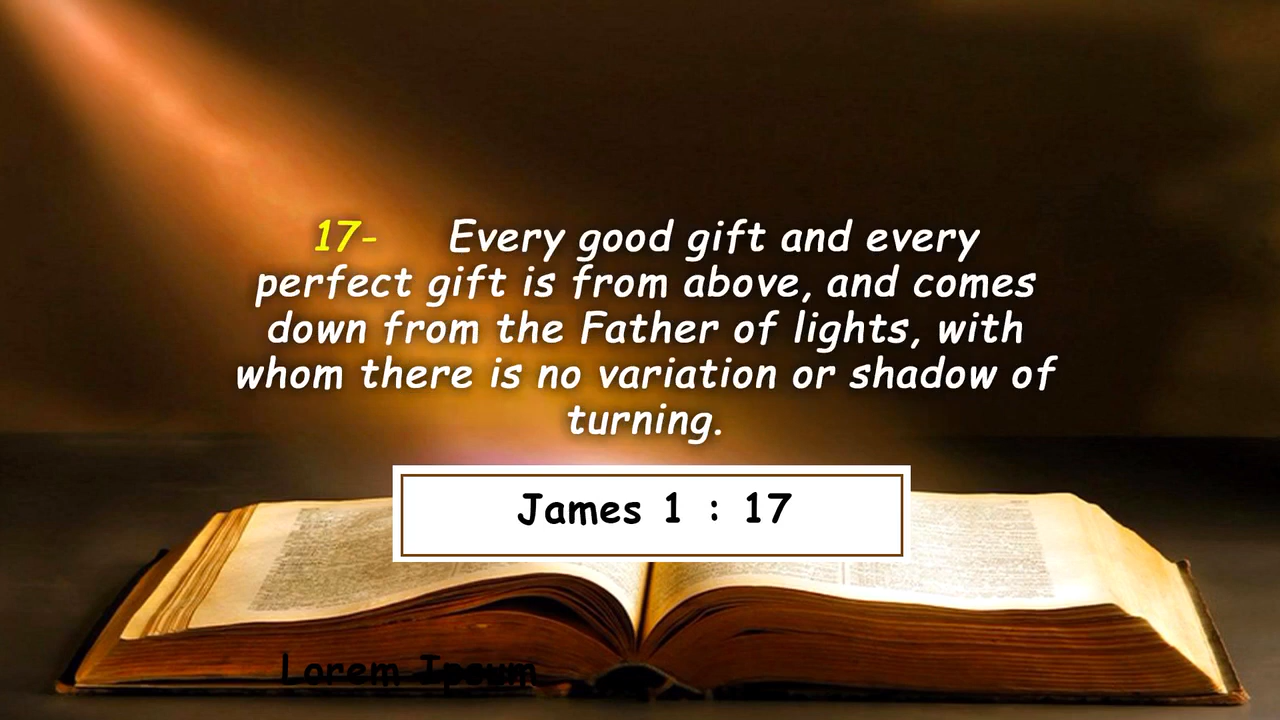 17- Every good gift and every
perfect gift is from above, and comes
down from the Father of lights, with
whom there is no variation or shadow of
turning.
James 1 : 17
Lorem Ipsum